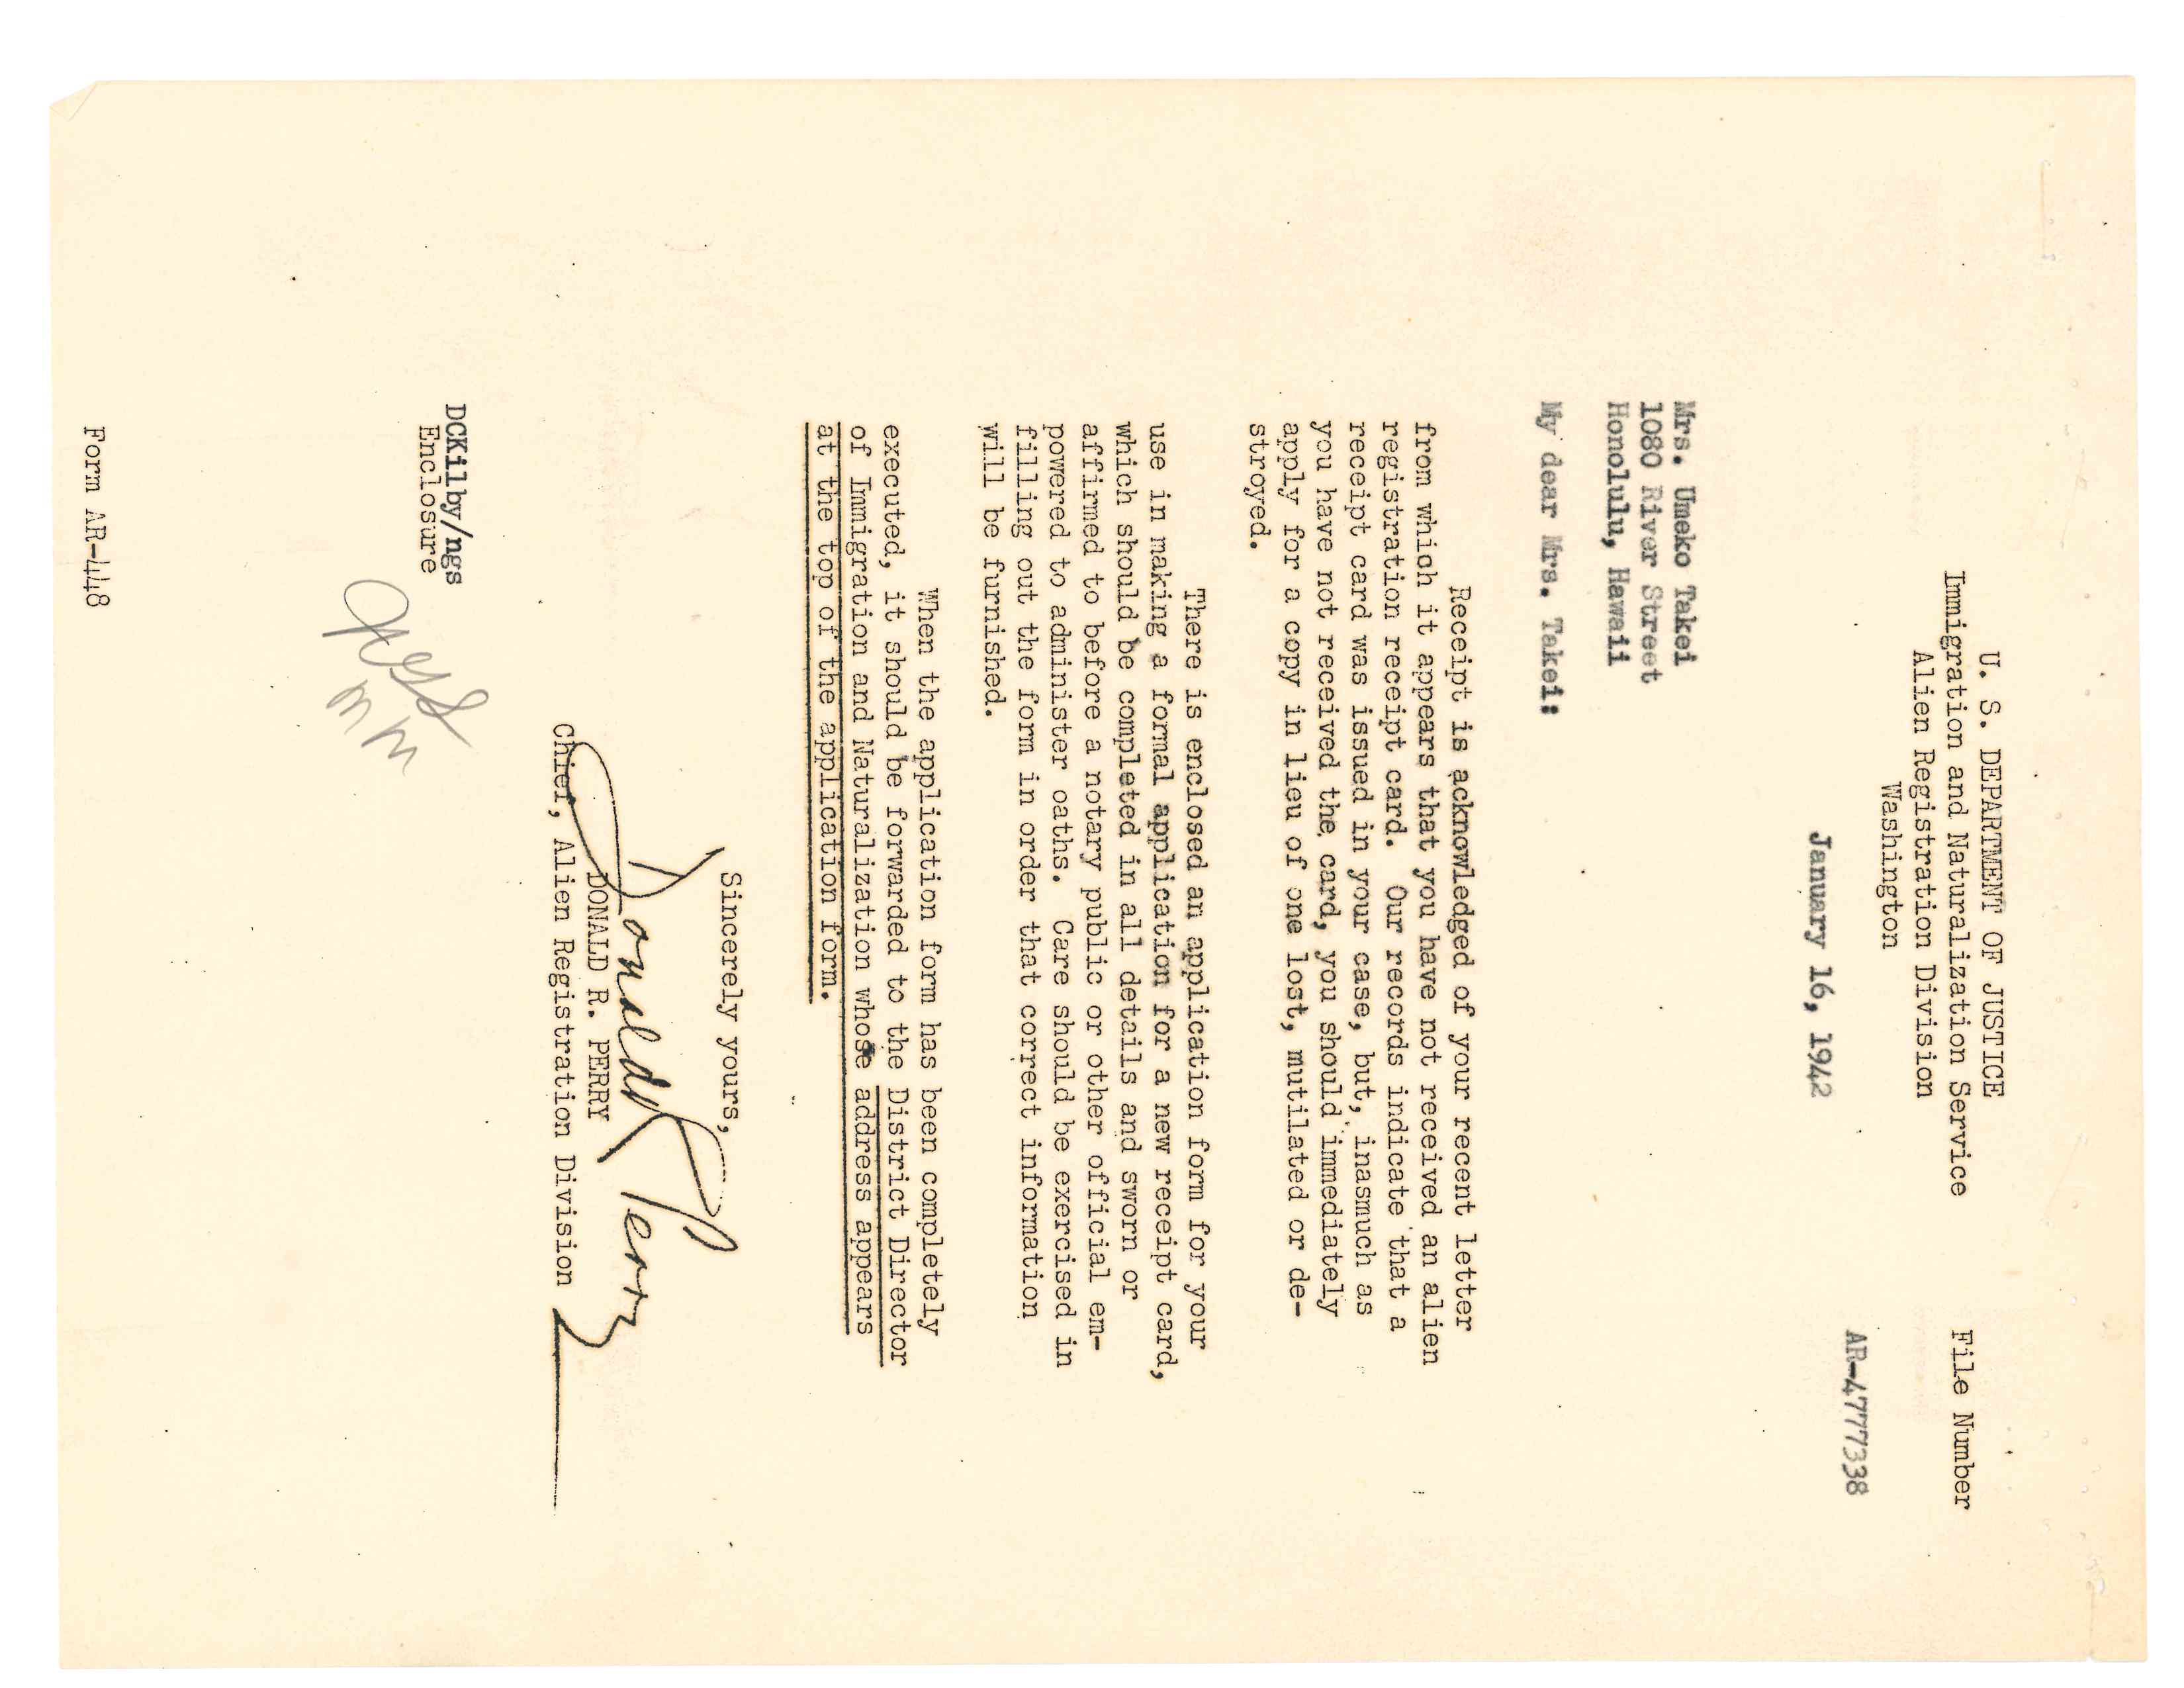 U. S. DEPARTMENT OF JUSTICE
Immigration and Naturalization Service
File Number
Alien Registration Division
Washington
AR-4777338
January 16, 1942
Mrs. Umeko Takei
1080 River Street
Honolulu, Hawaii
My dear Mrs. Takei:
Receipt is acknowledged of your recent letter
from which it appears that you have not received an alien
registration receipt card. Our records indicate that a
receipt card was issued in your case, but, inasmuch as
you have not received the card, you should immediately
apply for a copy in lieu of one lost, mutilated or de-
stroyed.
There is enclosed an application form for your
use in making a formal application for a new receipt card,
which should be completed in all details and sworn or
affirmed to before a notary public or other official em-
powered to administer oaths. Care should be exercised in
filling out the form in order that correct information
will be furnished.
When the application form has been completely
executed, it should be forwarded to the District Director
of Immigration and Naturalization whose address appears
at the top of the application form.
Sincerely yours,
Donald R Perry
DONALD R. PERRY
Chief, Alien Registration Division
DCKilby/ngs
Enclosure
Form AR-448